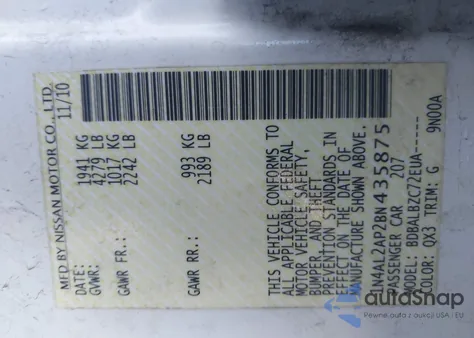 MFD BY NISSAN MOTOR CO., LTD
11/10
GVWR: 1941 KG
4279 LB
GAWR FR.: 1017 KG
2242 LB
GAWR RR.: 993 KG
2189 LB
THIS VEHICLE CONFORMS TO
ALL APPLICABLE FEDERAL
MOTOR VEHICLE SAFETY,
BUMPER, AND THEFT
PREVENTION STANDARDS IN
EFFECT ON THE DATE OF
MANUFACTURE SHOWN ABOVE.
1N4AL2AP2BN435875
PASSENGER CAR 207
MODEL: BDBALBZC7ZEUA-----
COLOR: QX3 TRIM: G 9N00A
autosnap
Pewne auto z aukcji USA i EU